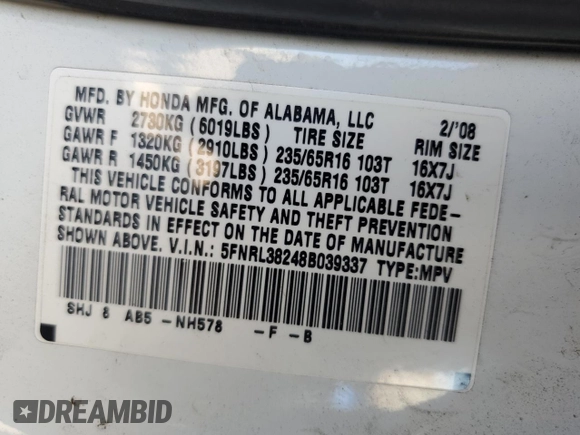 MFD. BY HONDA MFG. OF ALABAMA, LLC 2/'08
GVWR 2730KG (6019LBS) TIRE SIZE RIM SIZE
GAWR F 1320KG (2910LBS) 235/65R16 103T 16X7J
GAWR R 1450KG (3197LBS) 235/65R16 103T 16X7J
THIS VEHICLE CONFORMS TO ALL APPLICABLE FEDE-
RAL MOTOR VEHICLE SAFETY AND THEFT PREVENTION
STANDARDS IN EFFECT ON THE DATE OF MANUFACTURE
SHOWN ABOVE. V.I.N.: 5FNRL38248B039337 TYPE:MPV
SHJ 8 AB5 -NH578 -F -B
DREAMBID